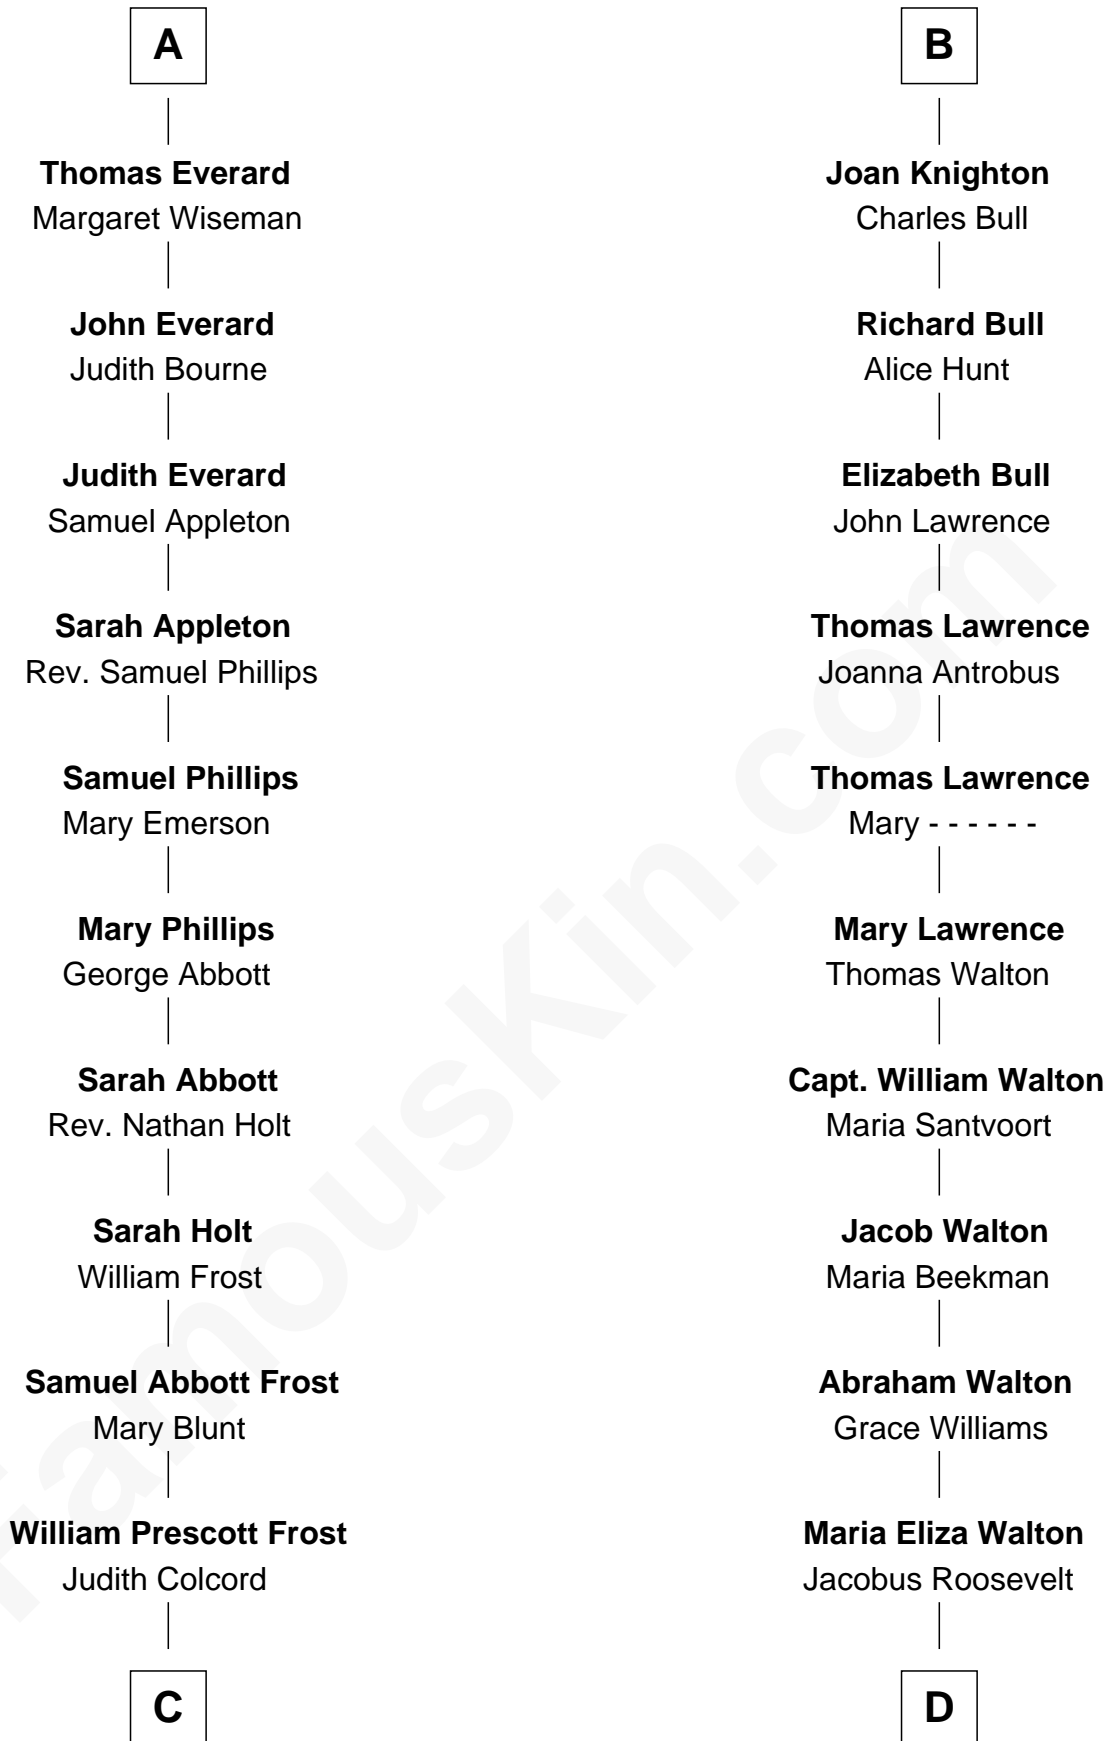 A
Thomas Everard
Margaret Wiseman
John Everard
Judith Bourne
Judith Everard
Samuel Appleton
Sarah Appleton
Rev. Samuel Phillips
Samuel Phillips
Mary Emerson
Mary Phillips
George Abbott
Sarah Abbott
Rev. Nathan Holt
Sarah Holt
William Frost
Samuel Abbott Frost
Mary Blunt
William Prescott Frost
Judith Colcord
C
B
Joan Knighton
Charles Bull
Richard Bull
Alice Hunt
Elizabeth Bull
John Lawrence
Thomas Lawrence
Joanna Antrobus
Thomas Lawrence
Mary - - - - - -
Mary Lawrence
Thomas Walton
Capt. William Walton
Maria Santvoort
Jacob Walton
Maria Beekman
Abraham Walton
Grace Williams
Maria Eliza Walton
Jacobus Roosevelt
D
FamousKin.com